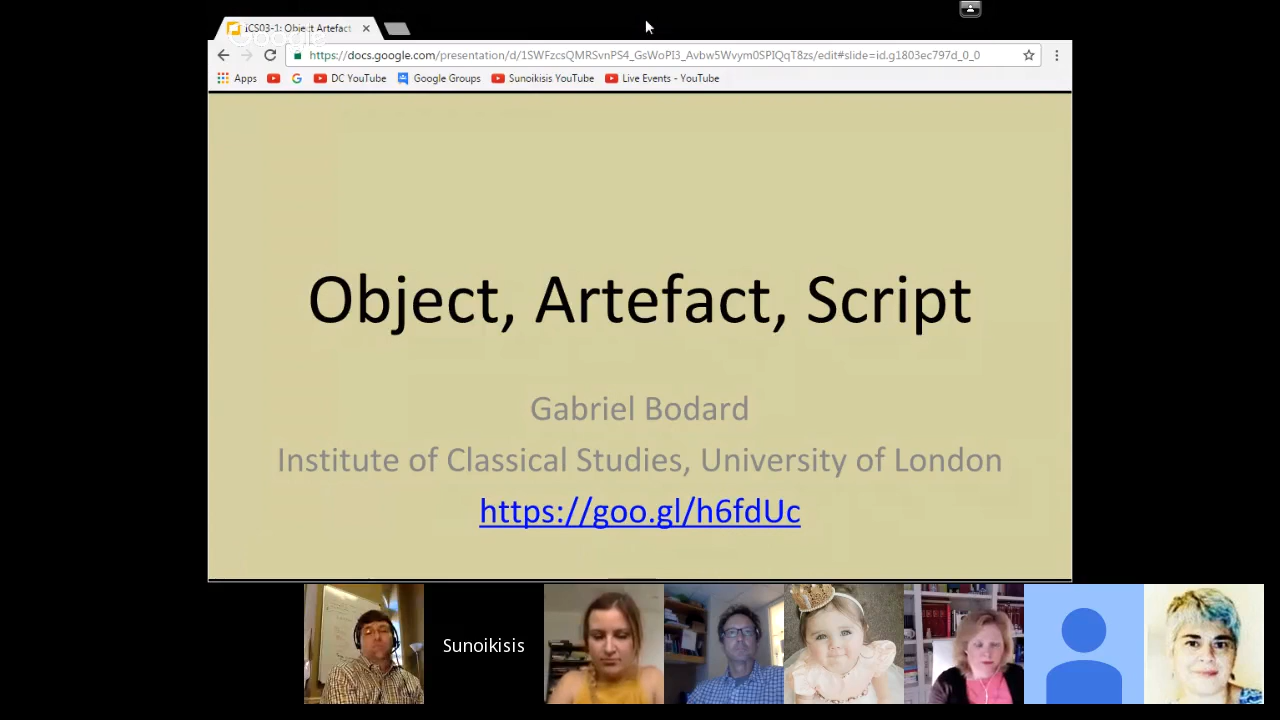 ICS03-1: Object Artefact
Google
https://docs.google.com/presentation/d/1SWFzcsQMRSvnPS4_GsWoPI3_Avbw5Wvym0SPIQqT8zs/edit#slide=id.g1803ec797d_0_0
Apps DC YouTube Google Groups Sunoikisis YouTube Live Events - YouTube
Object, Artefact, Script
Gabriel Bodard
Institute of Classical Studies, University of London
https://goo.gl/h6fdUc
Sunoikisis